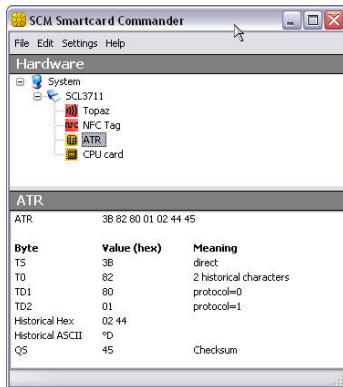 SCM Smartcard Commander
File Edit Settings Help
Hardware
System
SCL3711
Topaz
NFC Tag
ATR
CPU card
ATR
ATR 3B 82 80 01 02 44 45
Byte Value (hex) Meaning
TS 3B direct
T0 82 2 historical characters
TD1 80 protocol=0
TD2 01 protocol=1
Historical Hex 02 44
Historical ASCII °D
QS 45 Checksum